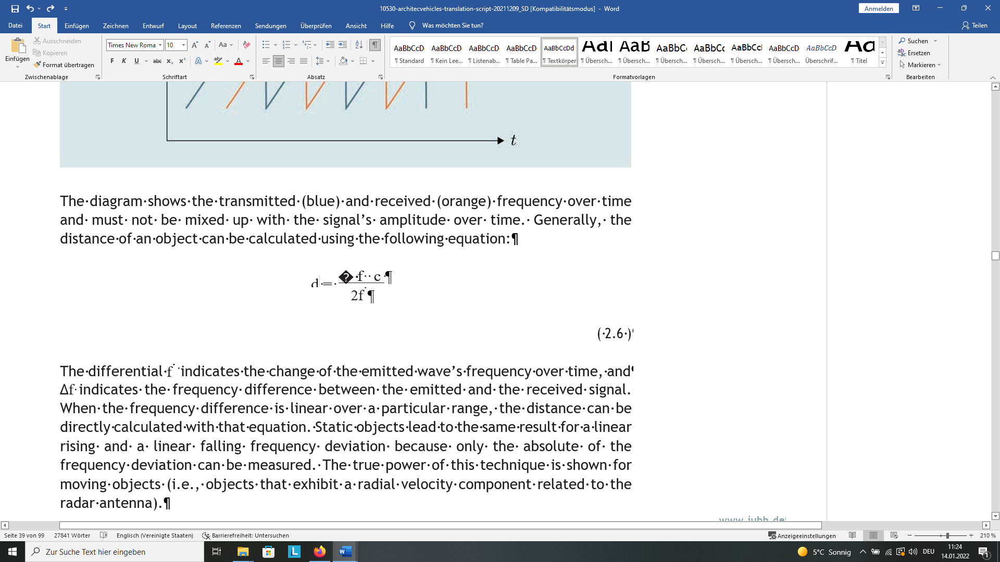 10530-architecvehicles-translation-script-20211209_SD [Kompatibilitätsmodus] - Word
Anmelden
Datei Start Einfügen Zeichnen Entwurf Layout Referenzen Sendungen Überprüfen Ansicht Hilfe Was möchten Sie tun? Teilen
Einfügen
Ausschneiden
Kopieren
Format übertragen
Zwischenablage
Times New Roma 10
F K U abc x₂ x²
Schriftart
Absatz
AaBbCcDc AaBbCcDc AaBbCcDc AaBbCcDc AaBbCcDd AaI AaB AaBbC AaBbCc AaBbCcI AaBbCcD AaBbCcD Aa
¶ Standard ¶ Kein Lee... ¶ Listenab... ¶ Table Pa... ¶ Textkörper ¶ Übersch... ¶ Übersch... ¶ Übersch... ¶ Übersch... ¶ Übersch... ¶ Übersch... Überschrif... ¶ Titel
Formatvorlagen
Suchen
Ersetzen
Markieren
Bearbeiten
t
The diagram shows the transmitted (blue) and received (orange) frequency over time
and must not be mixed up with the signal’s amplitude over time. Generally, the
distance of an object can be calculated using the following equation:¶
d = � f · c ¶
2f˙ ¶
( 2.6 )
The differential f˙ indicates the change of the emitted wave’s frequency over time, and
Δf indicates the frequency difference between the emitted and the received signal.
When the frequency difference is linear over a particular range, the distance can be
directly calculated with that equation. Static objects lead to the same result for a linear
rising and a linear falling frequency deviation because only the absolute of the
frequency deviation can be measured. The true power of this technique is shown for
moving objects (i.e., objects that exhibit a radial velocity component related to the
radar antenna).¶
www.iubh.de
Seite 39 von 99 27841 Wörter Englisch (Vereinigte Staaten) Barrierefreiheit: Untersuchen Anzeigeeinstellungen 210 %
Zur Suche Text hier eingeben
5°C Sonnig
DEU
11:24
14.01.2022
1